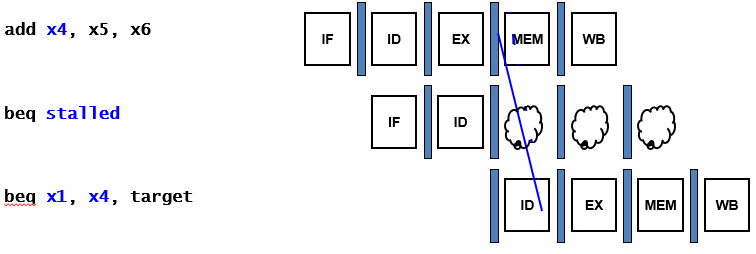 add x4, x5, x6 IF ID EX MEM WB
beq stalled IF ID
beq x1, x4, target ID EX MEM WB